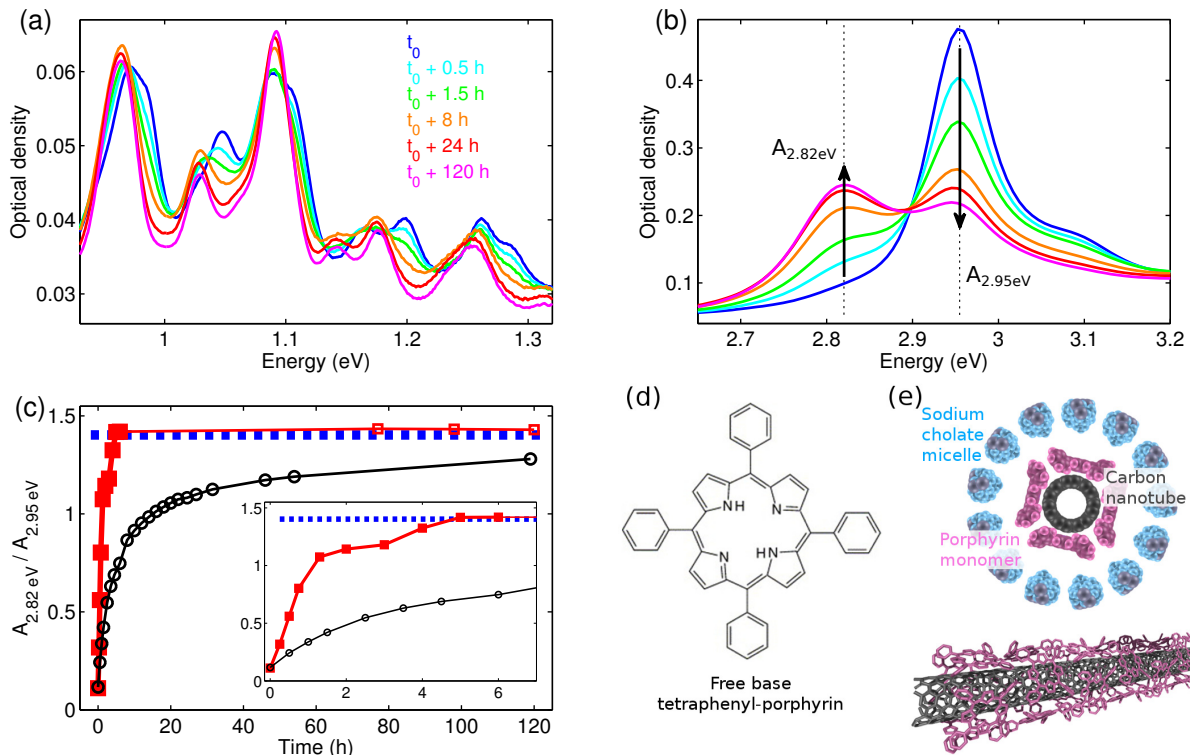 (a)
t0
t0 + 0.5 h
t0 + 1.5 h
t0 + 8 h
t0 + 24 h
t0 + 120 h
Optical density
0.06
0.05
0.04
0.03
1 1.1 1.2 1.3
Energy (eV)
(b)
Optical density
0.4
0.3
0.2
0.1
A2.82eV
A2.95eV
2.7 2.8 2.9 3 3.1 3.2
Energy (eV)
(c)
A2.82 eV / A2.95 eV
1.5
1.0
0.5
0
0 20 40 60 80 100 120
Time (h)
1.5
1
0.5
0
0 2 4 6
(d)
NH N
N HN
Free base
tetraphenyl-porphyrin
(e)
Sodium
cholate
micelle
Carbon
nanotube
Porphyrin
monomer